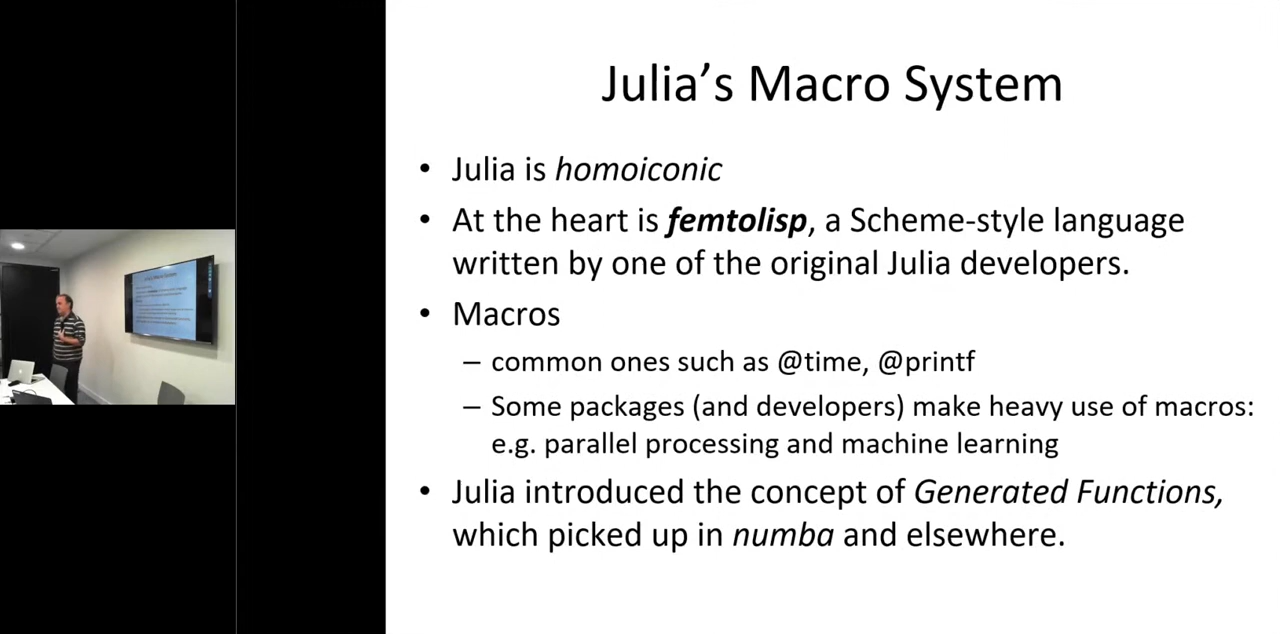 Julia’s Macro System
• Julia is homoiconic
• At the heart is femtolisp, a Scheme-style language
written by one of the original Julia developers.
• Macros
– common ones such as @time, @printf
– Some packages (and developers) make heavy use of macros:
e.g. parallel processing and machine learning
• Julia introduced the concept of Generated Functions,
which picked up in numba and elsewhere.